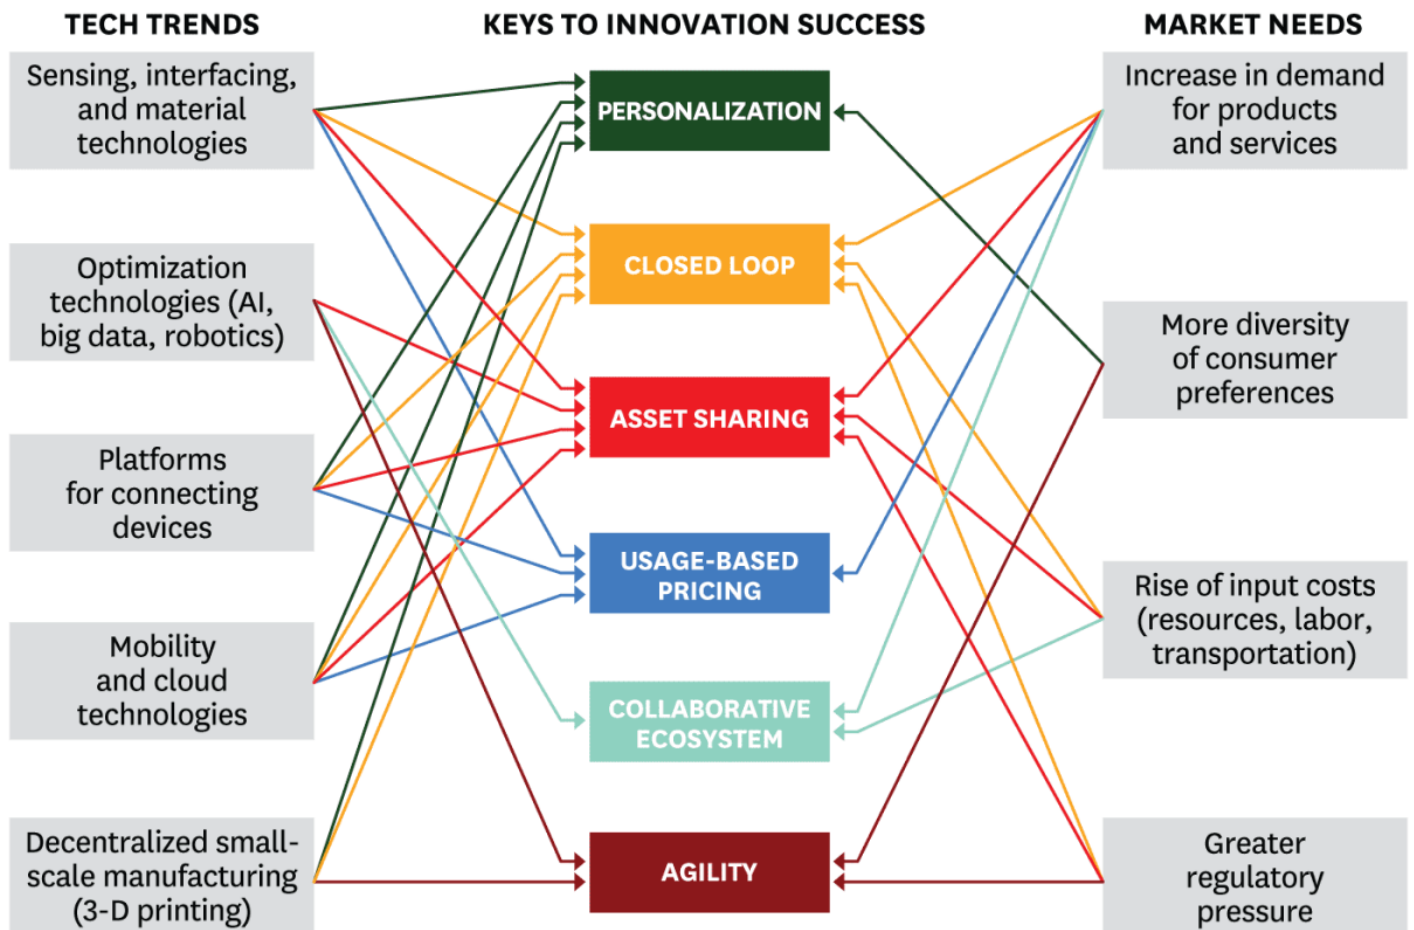 TECH TRENDS
KEYS TO INNOVATION SUCCESS
MARKET NEEDS
Sensing, interfacing,
and material
technologies
Optimization
technologies (AI,
big data, robotics)
Platforms
for connecting
devices
Mobility
and cloud
technologies
Decentralized small-
scale manufacturing
(3-D printing)
PERSONALIZATION
CLOSED LOOP
ASSET SHARING
USAGE-BASED
PRICING
COLLABORATIVE
ECOSYSTEM
AGILITY
Increase in demand
for products
and services
More diversity
of consumer
preferences
Rise of input costs
(resources, labor,
transportation)
Greater
regulatory
pressure